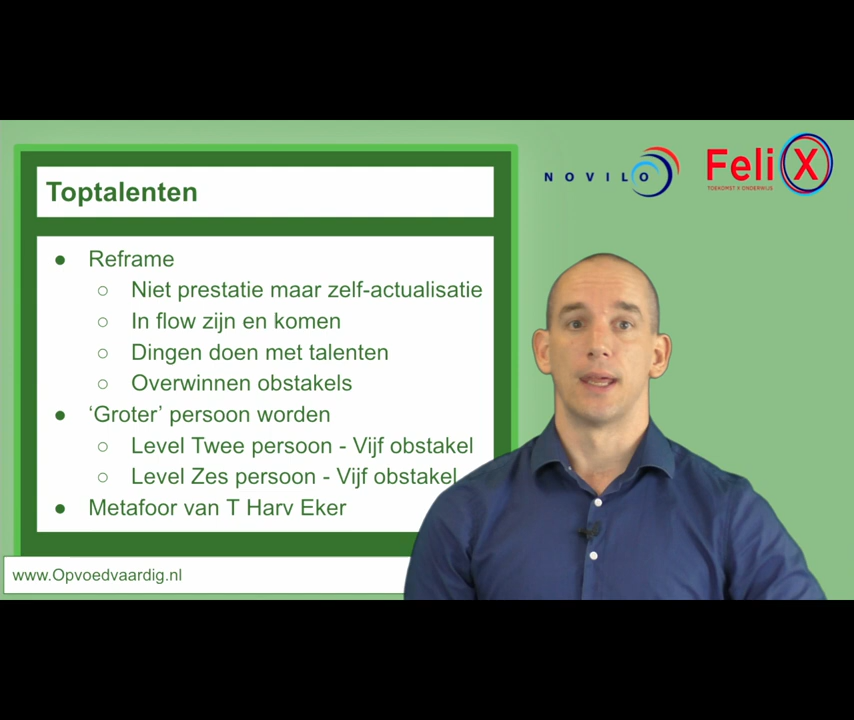 Toptalenten
NOVILO
FeliX
TOEKOMST X ONDERWIJS
● Reframe
○ Niet prestatie maar zelf-actualisatie
○ In flow zijn en komen
○ Dingen doen met talenten
○ Overwinnen obstakels
● ‘Groter’ persoon worden
○ Level Twee persoon - Vijf obstakel
○ Level Zes persoon - Vijf obstakel
● Metafoor van T Harv Eker
www.Opvoedvaardig.nl